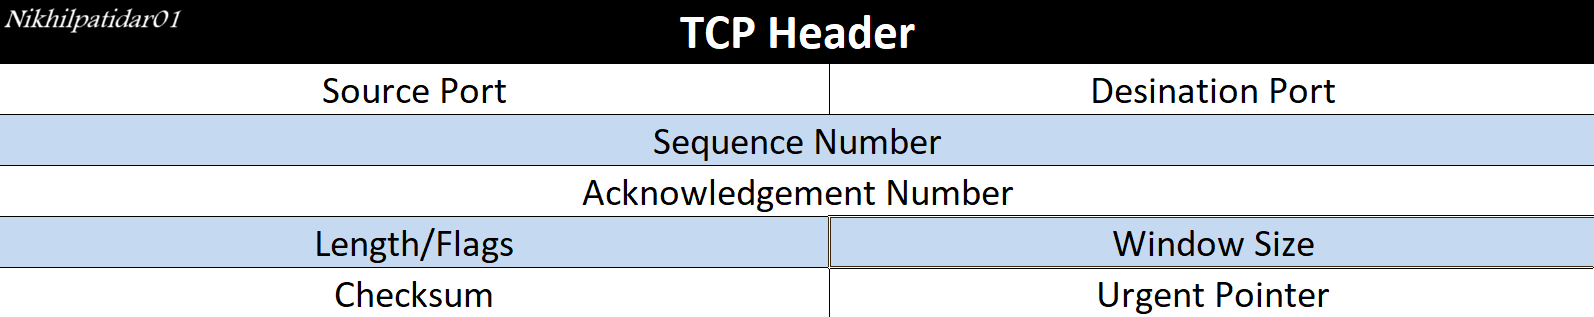 Nikhilpatidar01
TCP Header
Source Port Desination Port
Sequence Number
Acknowledgement Number
Length/Flags Window Size
Checksum Urgent Pointer